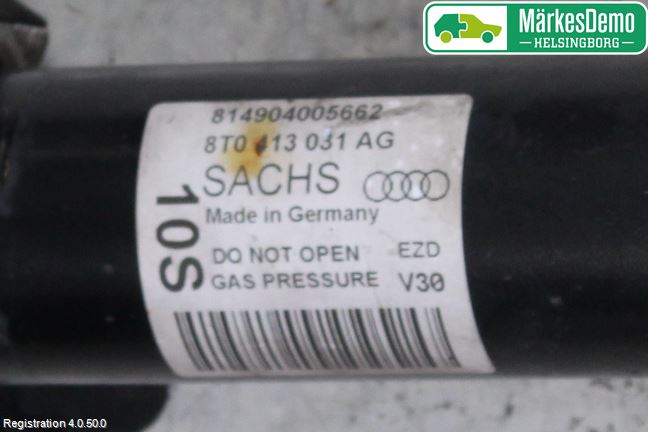 MärkesDemo
HELSINGBORG
814904005662
8T0 413 031 AG
SACHS
Made in Germany
10S
DO NOT OPEN EZD
GAS PRESSURE V30
Registration 4.0.50.0